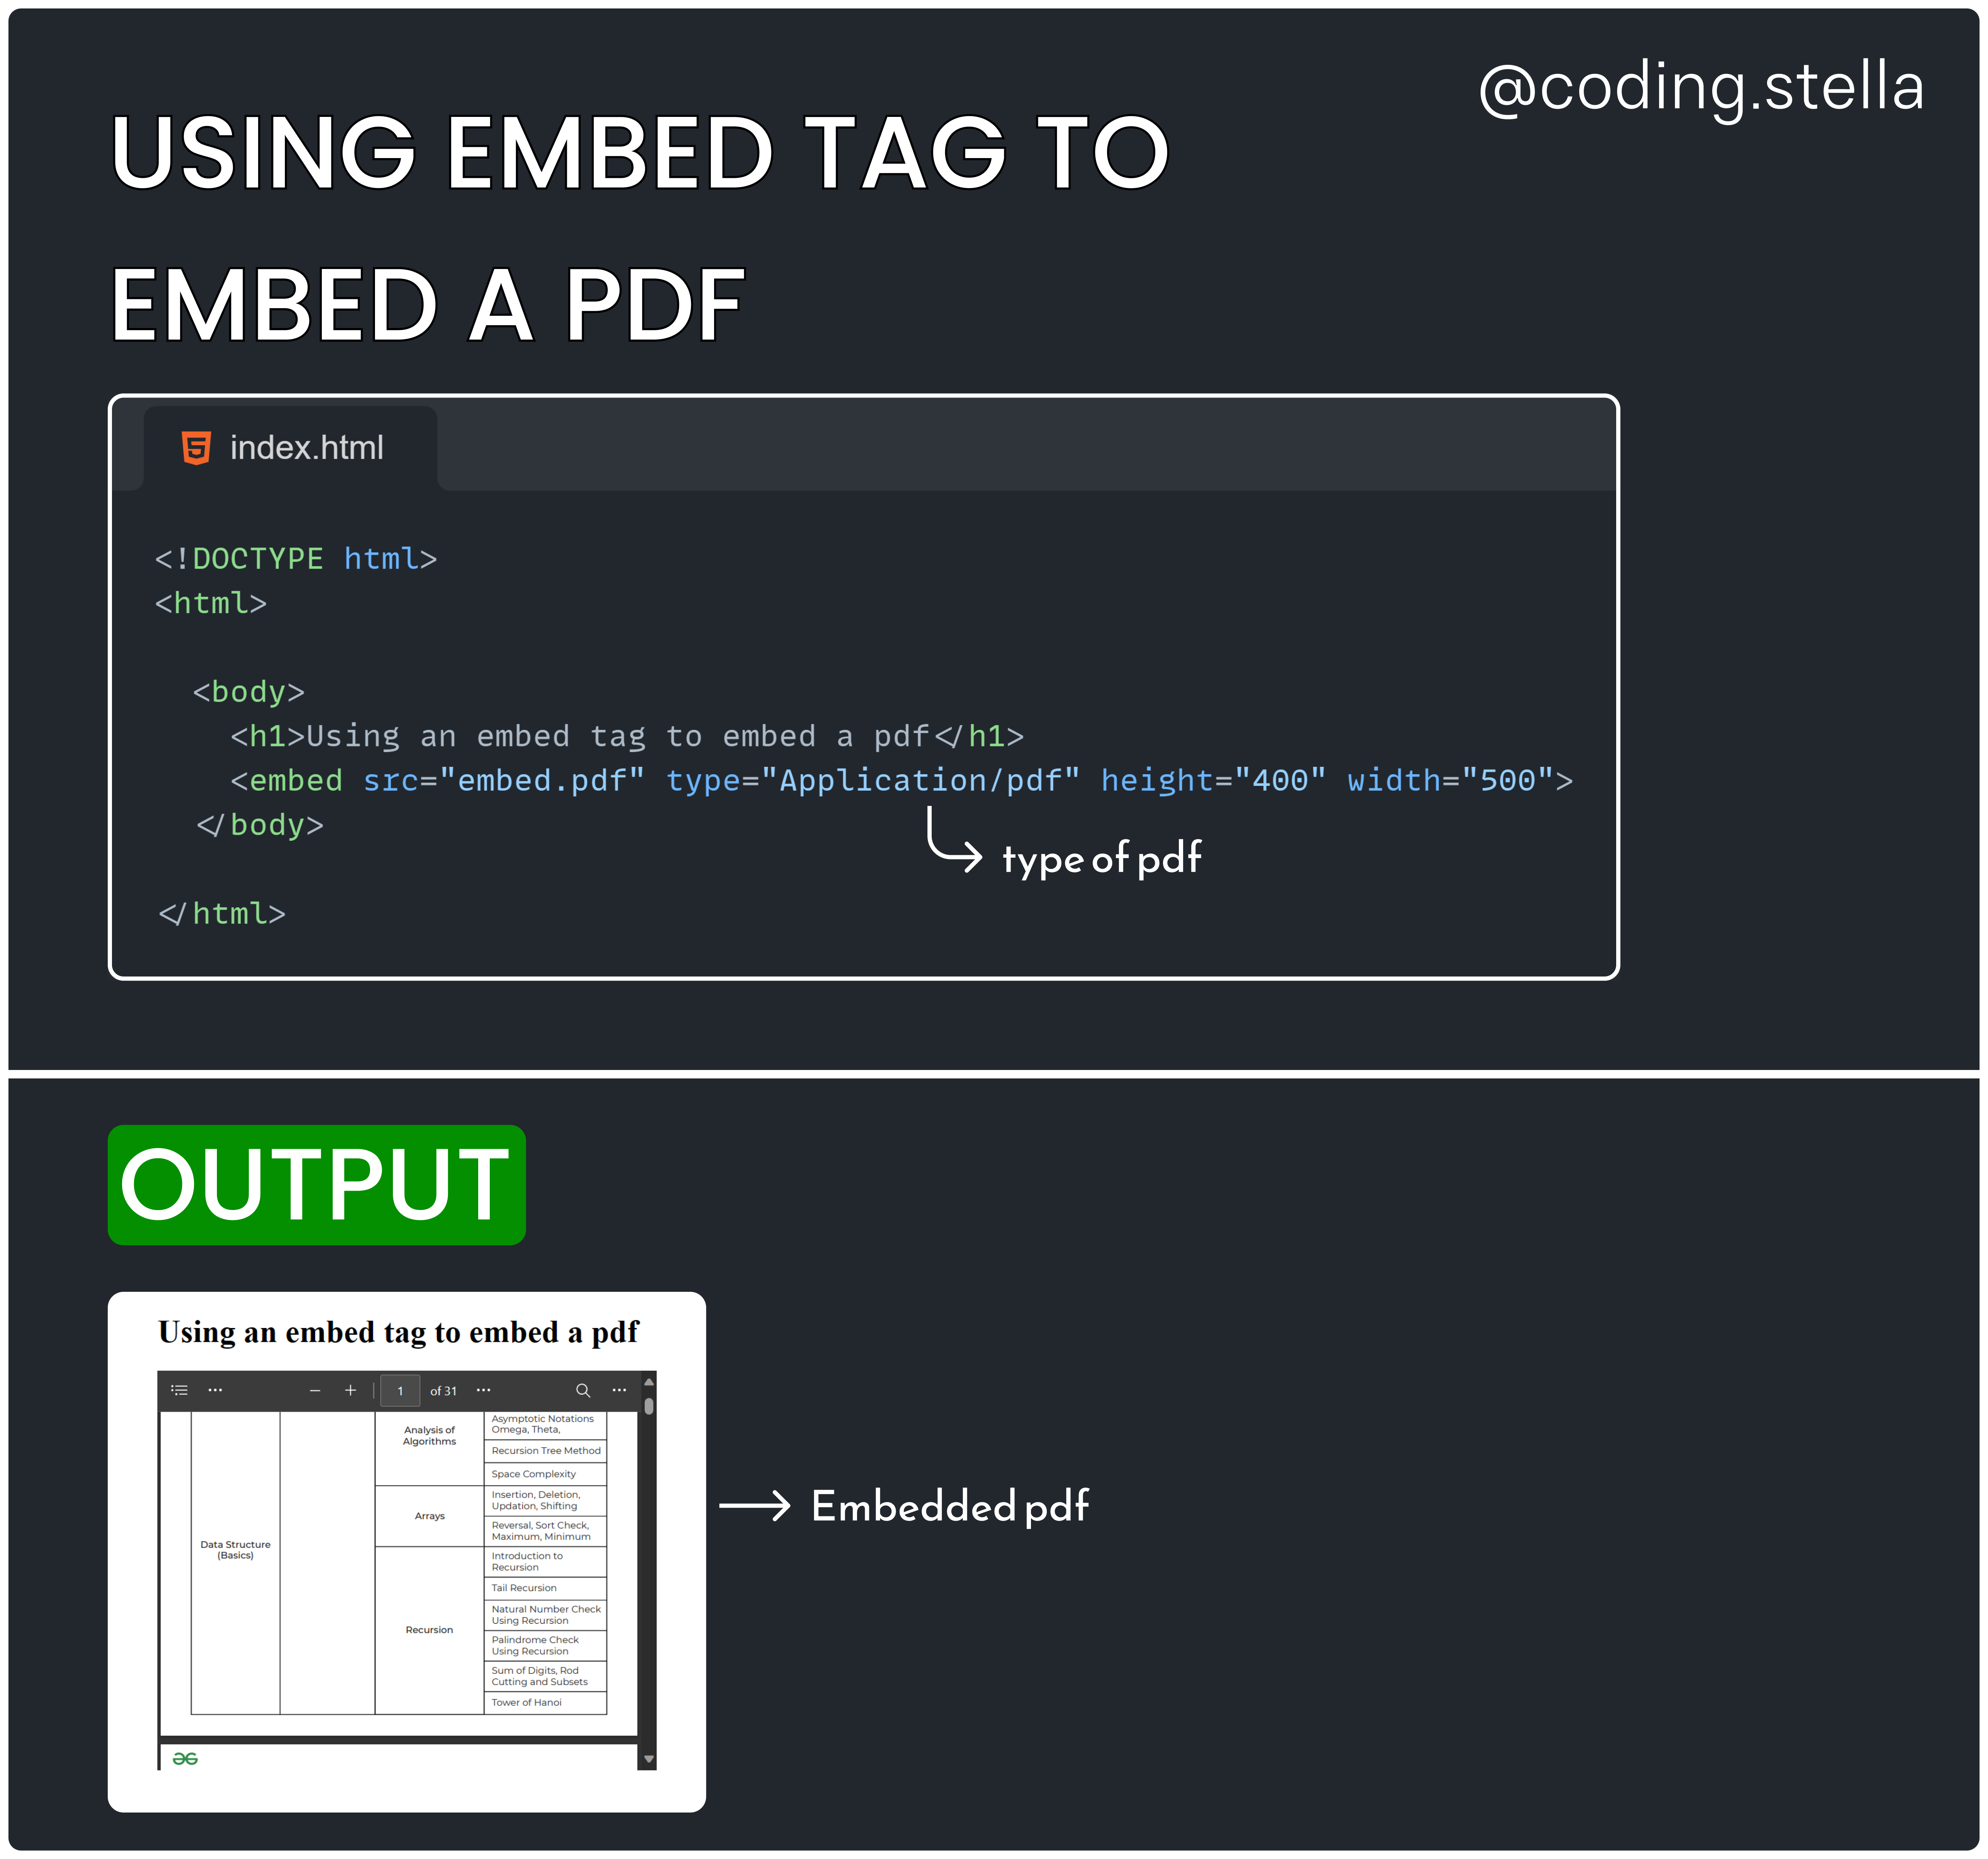 @coding.stella
USING EMBED TAG TO
EMBED A PDF
index.html
<!DOCTYPE html>
<html>
<body>
<h1>Using an embed tag to embed a pdf</h1>
<embed src="embed.pdf" type="Application/pdf" height="400" width="500">
</body>
type of pdf
</html>
OUTPUT
Using an embed tag to embed a pdf
1 of 31
Analysis of
Algorithms
Asymptotic Notations
Omega, Theta,
Recursion Tree Method
Space Complexity
Arrays
Insertion, Deletion,
Updation, Shifting
Reversal, Sort Check,
Maximum, Minimum
Data Structure
(Basics)
Recursion
Introduction to
Recursion
Tail Recursion
Natural Number Check
Using Recursion
Palindrome Check
Using Recursion
Sum of Digits, Rod
Cutting and Subsets
Tower of Hanoi
Embedded pdf